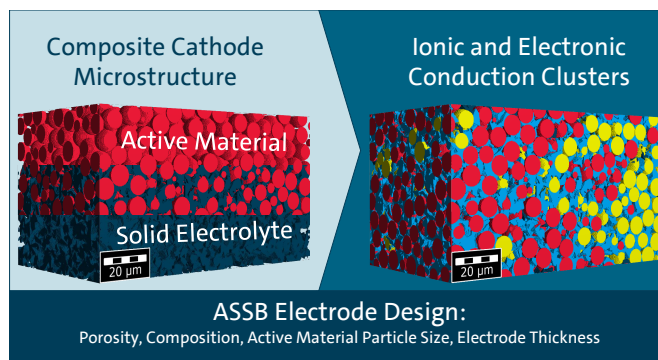 Composite Cathode
Microstructure
Ionic and Electronic
Conduction Clusters
Active Material
Solid Electrolyte
20 µm
20 µm
ASSB Electrode Design:
Porosity, Composition, Active Material Particle Size, Electrode Thickness